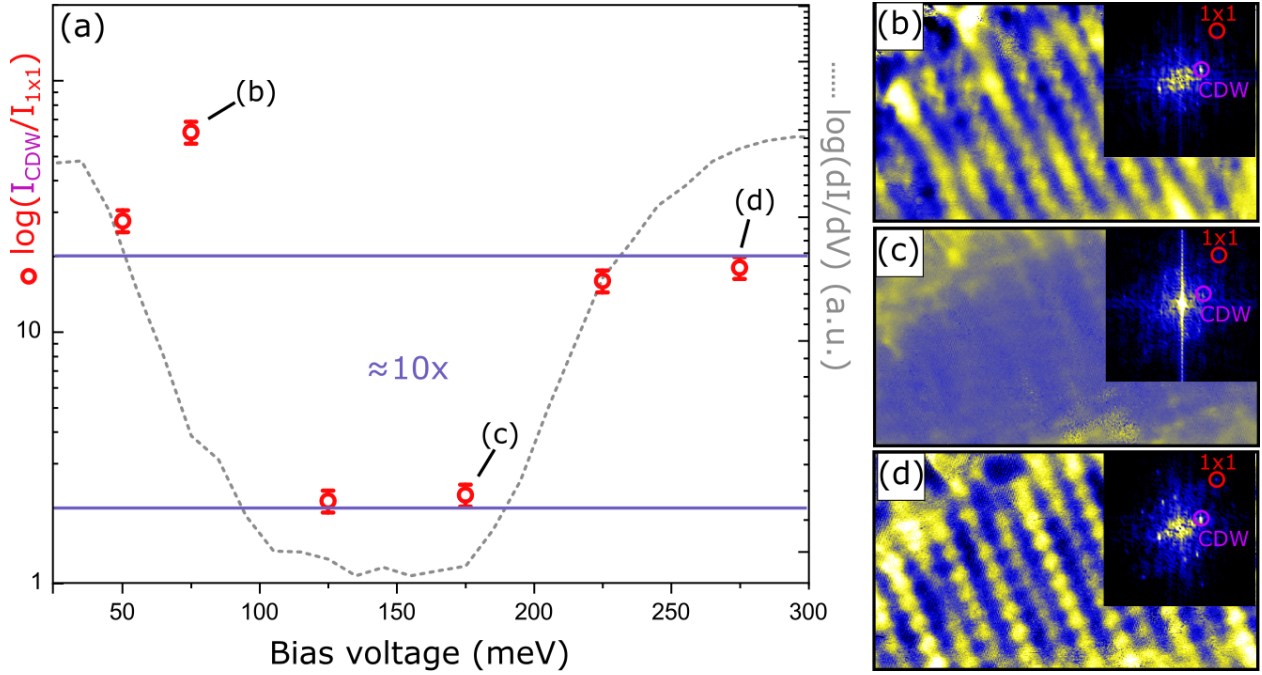 (a)
log(I_CDW/I_1x1)
10
1
50
100
150
200
250
300
Bias voltage (meV)
(b)
(c)
(d)
≈10x
log(dI/dV) (a.u.)
(b)
1x1
CDW
(c)
1x1
CDW
(d)
1x1
CDW